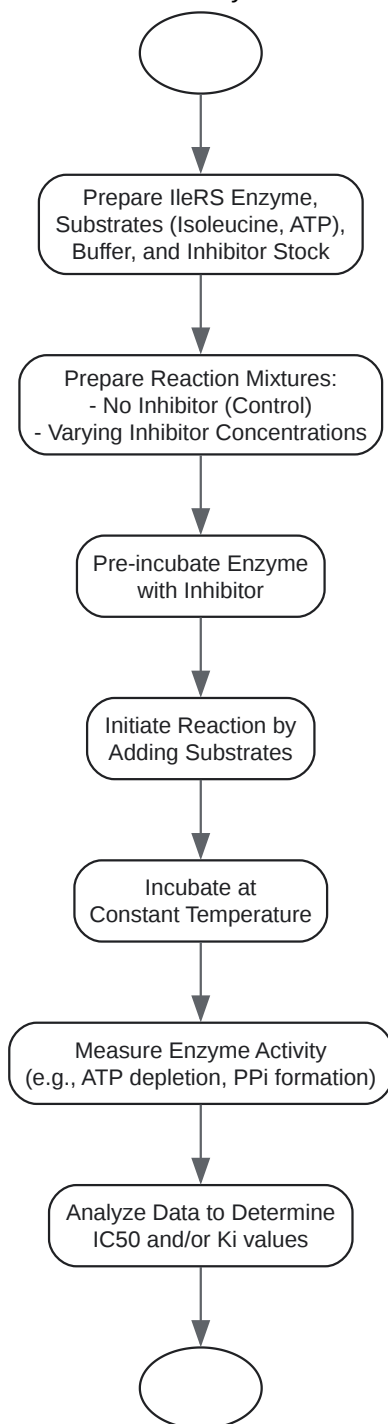 Prepare IleRS Enzyme,
Substrates (Isoleucine, ATP),
Buffer, and Inhibitor Stock
Prepare Reaction Mixtures:
- No Inhibitor (Control)
- Varying Inhibitor Concentrations
Pre-incubate Enzyme
with Inhibitor
Initiate Reaction by
Adding Substrates
Incubate at
Constant Temperature
Measure Enzyme Activity
(e.g., ATP depletion, PPi formation)
Analyze Data to Determine
IC50 and/or Ki values